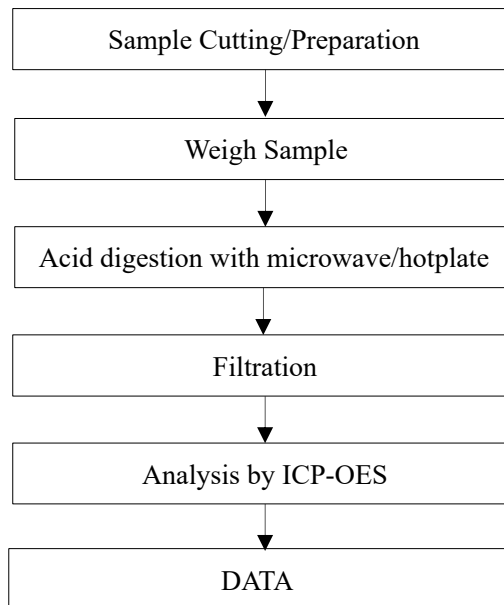 Sample Cutting/Preparation
Weigh Sample
Acid digestion with microwave/hotplate
Filtration
Analysis by ICP-OES
DATA